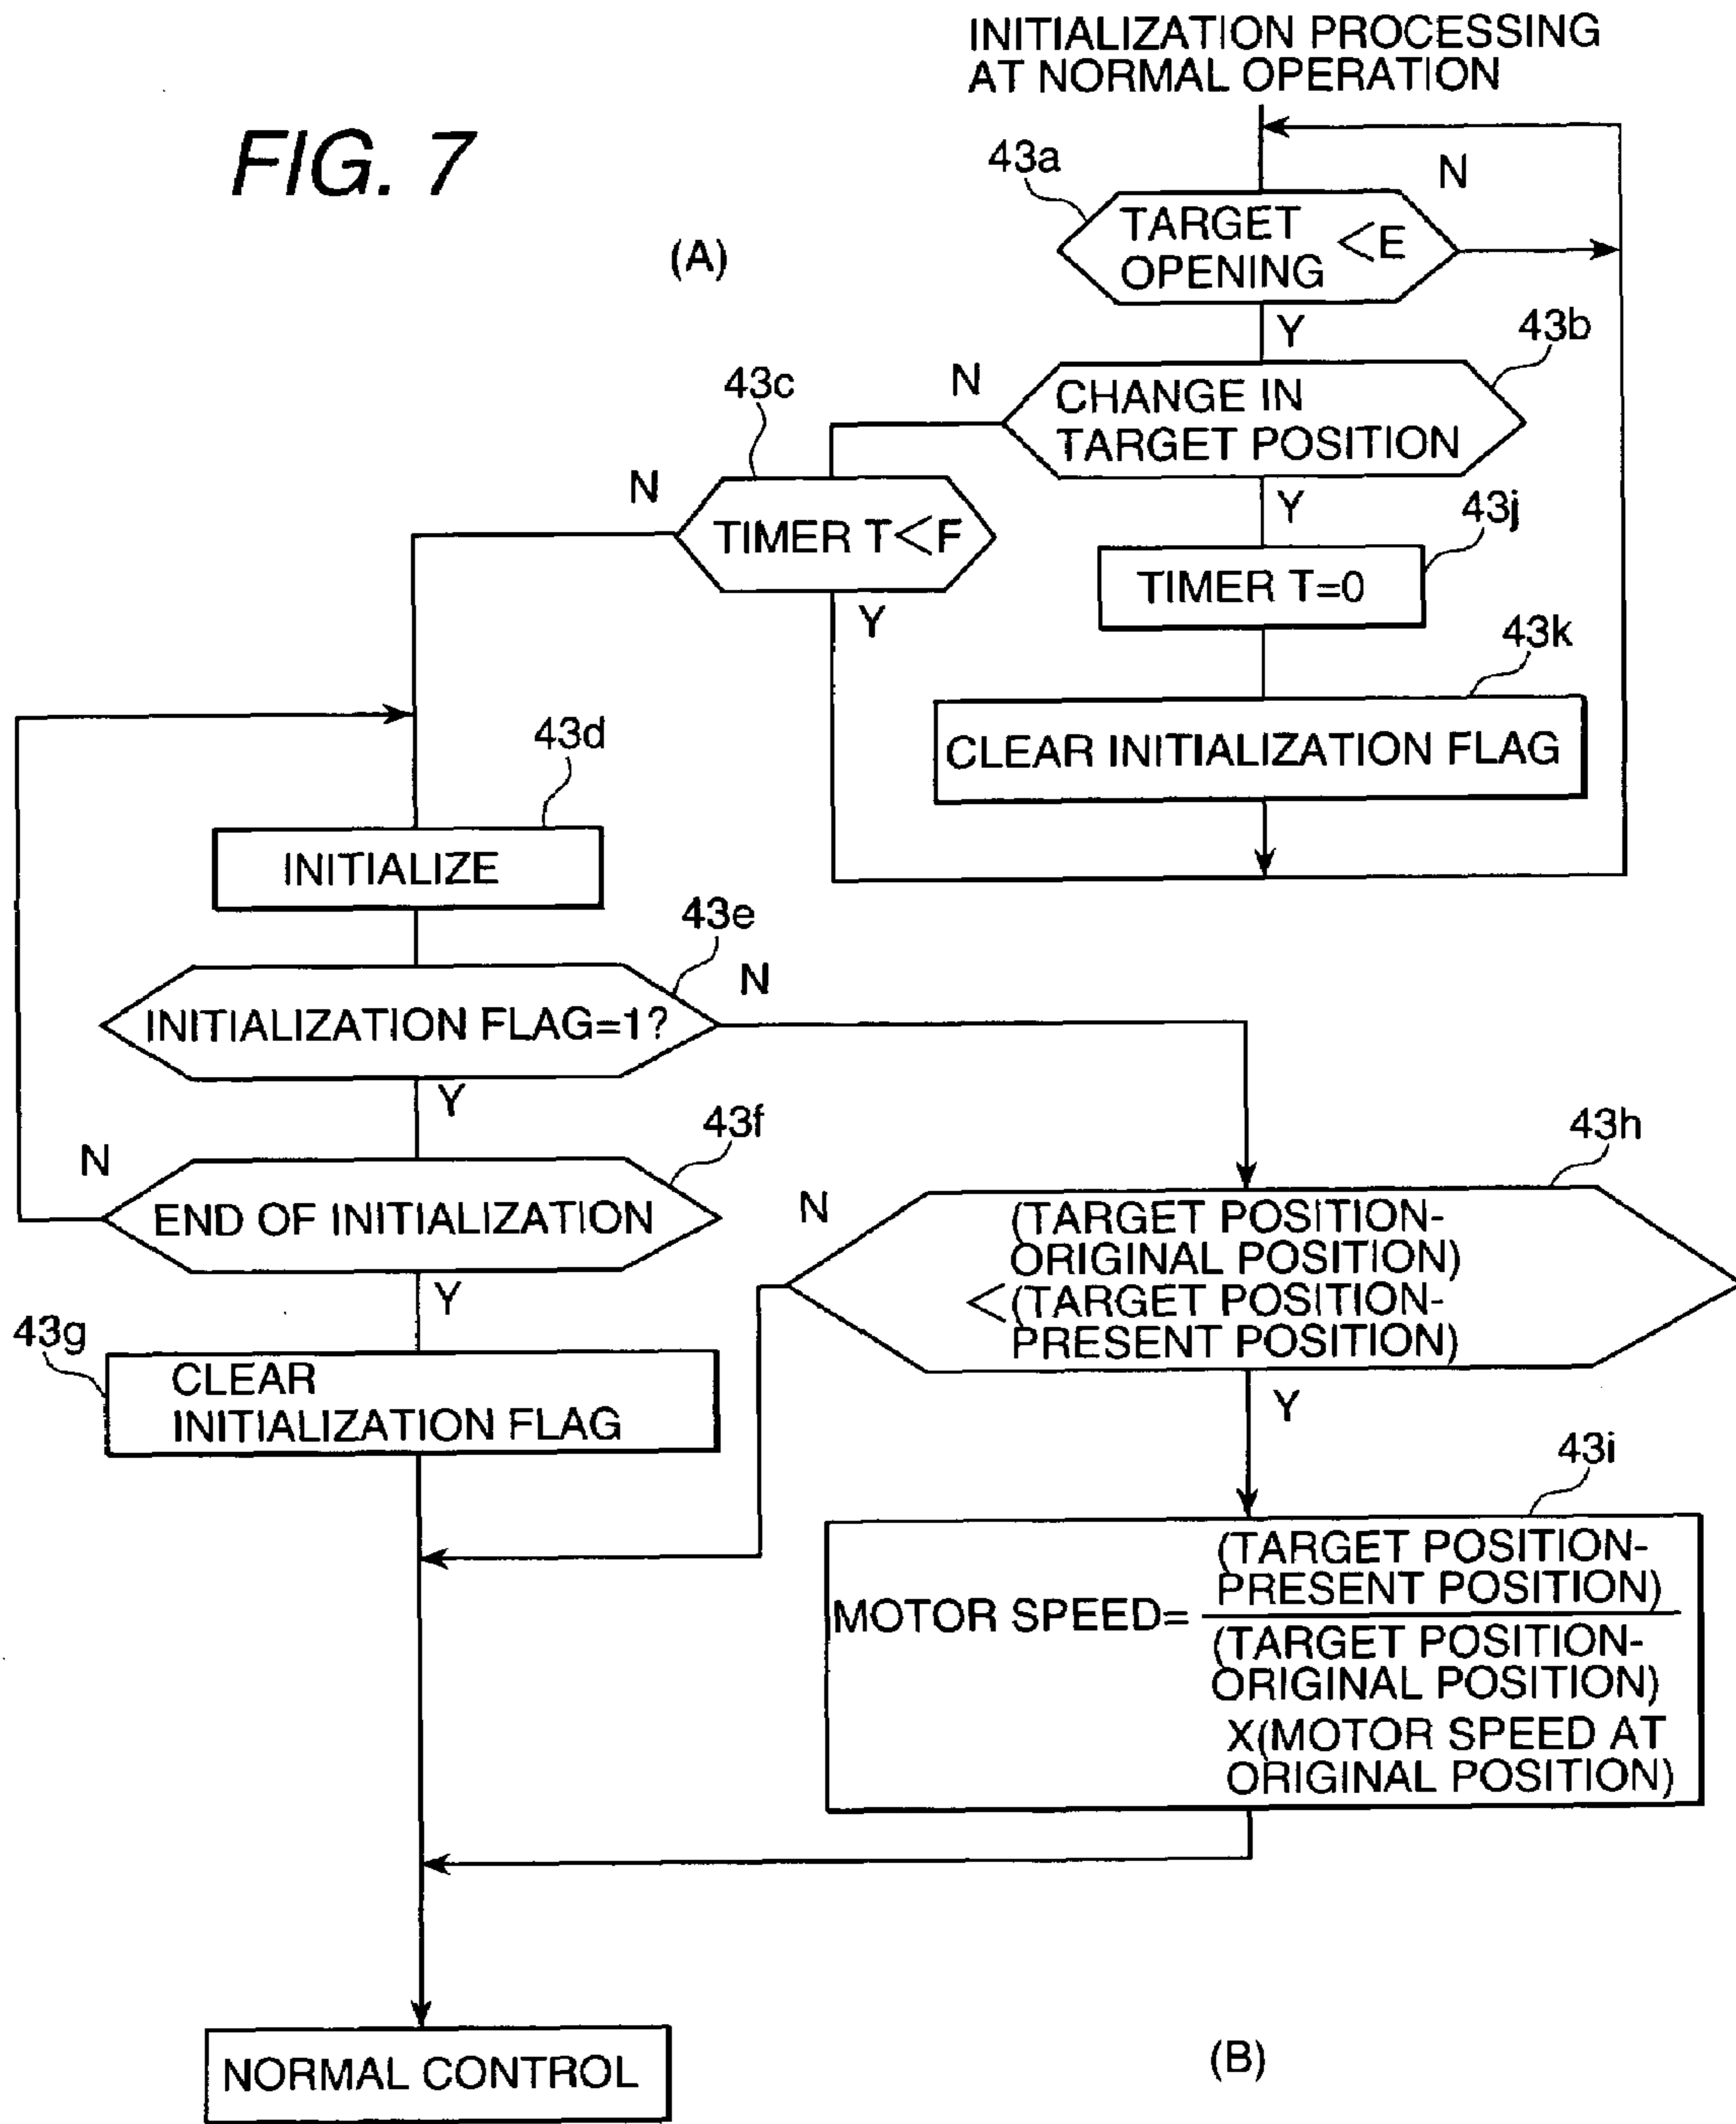 INITIALIZATION PROCESSING
AT NORMAL OPERATION
FIG. 7
(A)
43a
N
TARGET
OPENING
<E
Y
43b
N
CHANGE IN
TARGET POSITION
43c
N
TIMER T<F
Y
Y
43j
TIMER T=0
43k
CLEAR INITIALIZATION FLAG
43d
INITIALIZE
43e
N
INITIALIZATION FLAG=1?
Y
43f
N
END OF INITIALIZATION
Y
43g
CLEAR
INITIALIZATION FLAG
43h
N
(TARGET POSITION-
ORIGINAL POSITION)
<(TARGET POSITION-
PRESENT POSITION)
Y
43i
MOTOR SPEED=
(TARGET POSITION-
PRESENT POSITION)
(TARGET POSITION-
ORIGINAL POSITION)
X(MOTOR SPEED AT
ORIGINAL POSITION)
NORMAL CONTROL
(B)